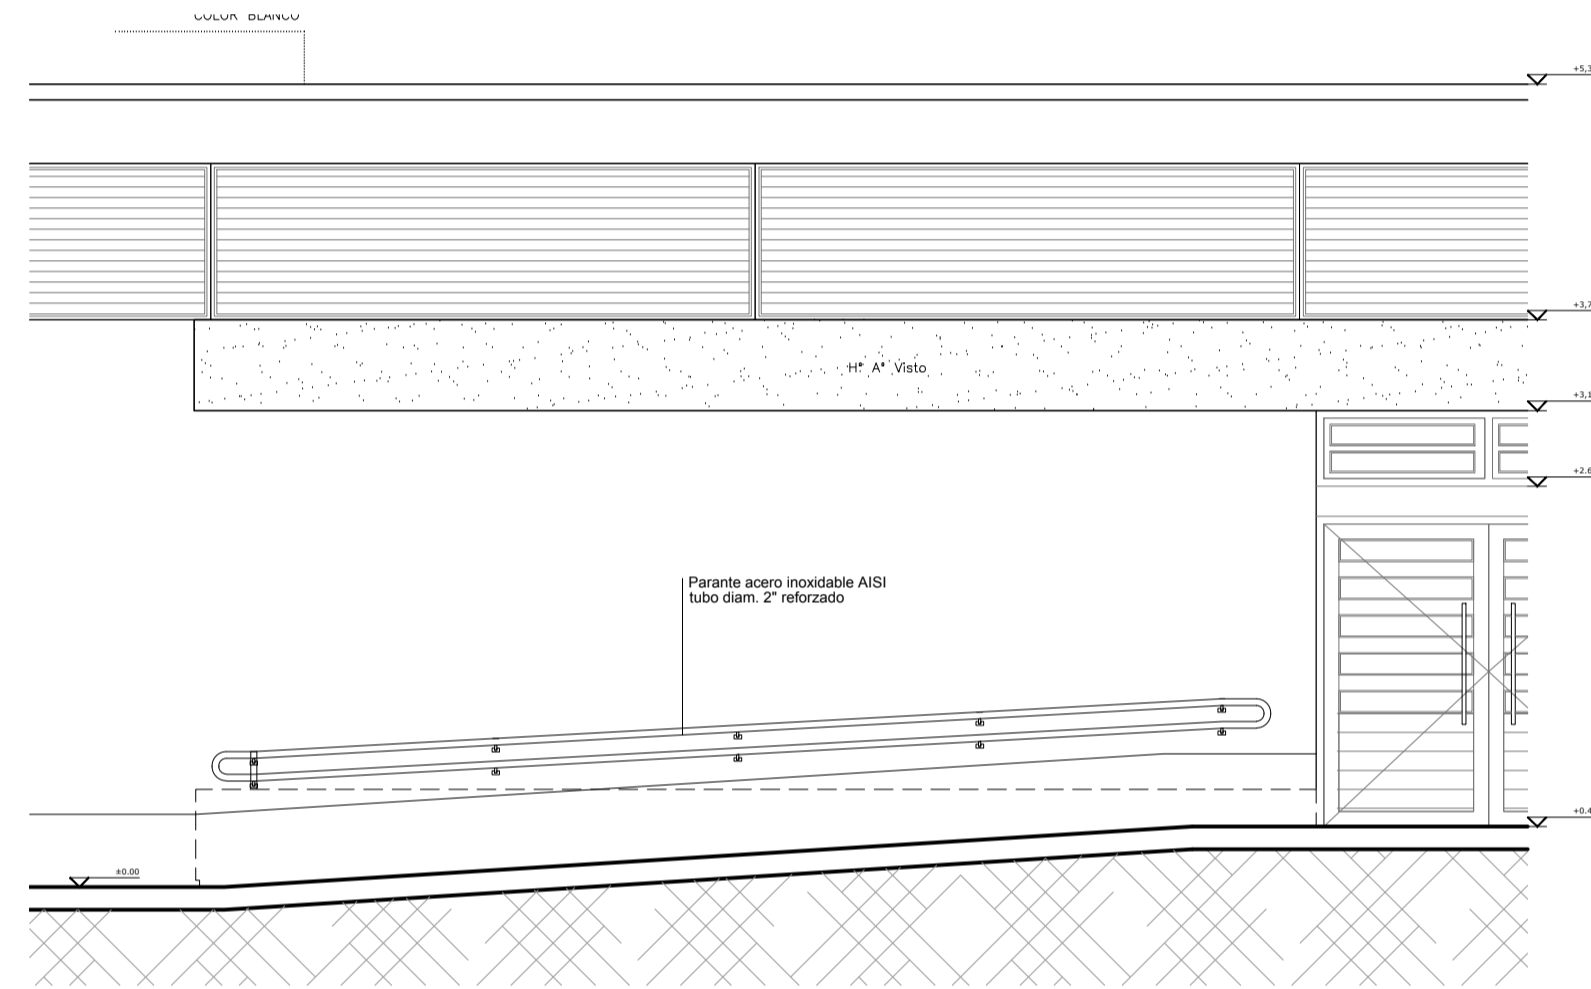 COLOR BLANCO
+5,3
+3,7
H° A° Visto
+3,1
+2.6
Parante acero inoxidable AISI
tubo diam. 2" reforzado
+0.4
±0.00